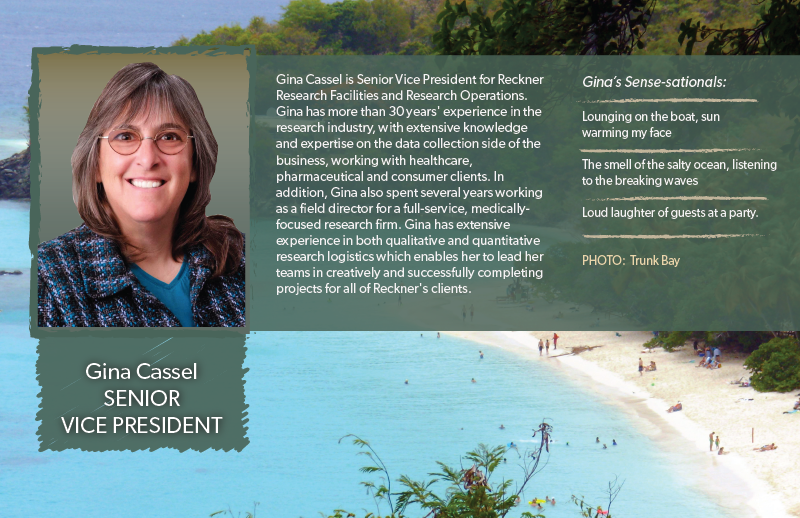 Gina Cassel is Senior Vice President for Reckner
Research Facilities and Research Operations.
Gina has more than 30 years' experience in the
research industry, with extensive knowledge
and expertise on the data collection side of the
business, working with healthcare,
pharmaceutical and consumer clients. In
addition, Gina also spent several years working
as a field director for a full-service, medically-
focused research firm. Gina has extensive
experience in both qualitative and quantitative
research logistics which enables her to lead her
teams in creatively and successfully completing
projects for all of Reckner's clients.
Gina's Sense-sationals:
Lounging on the boat, sun
warming my face
The smell of the salty ocean, listening
to the breaking waves
Loud laughter of guests at a party.
PHOTO: Trunk Bay
Gina Cassel
SENIOR
VICE PRESIDENT